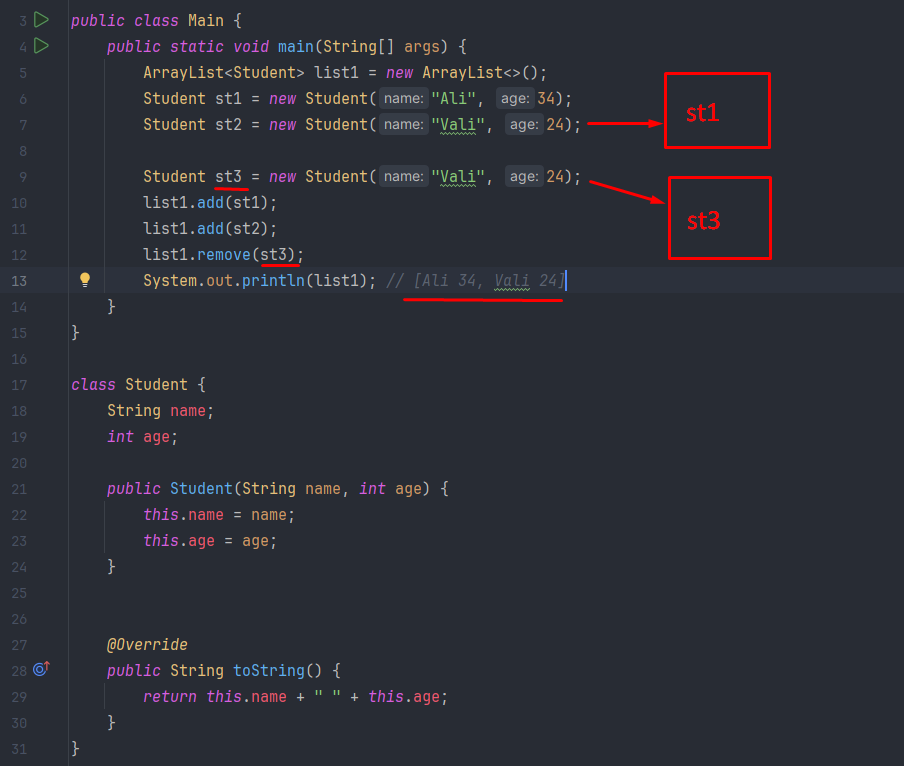 3 public class Main {
4 public static void main(String[] args) {
5 ArrayList<Student> list1 = new ArrayList<>();
6 Student st1 = new Student( name: "Ali", age: 34);
7 Student st2 = new Student( name: "Vali", age: 24); st1
8
9 Student st3 = new Student( name: "Vali", age: 24);
st3
10 list1.add(st1);
11 list1.add(st2);
12 list1.remove(st3);
13 System.out.println(list1); // [Ali 34, Vali 24]
14 }
15 }
16
17 class Student {
18 String name;
19 int age;
20
21 public Student(String name, int age) {
22 this.name = name;
23 this.age = age;
24 }
25
26
27 @Override
28 public String toString() {
29 return this.name + " " + this.age;
30 }
31 }